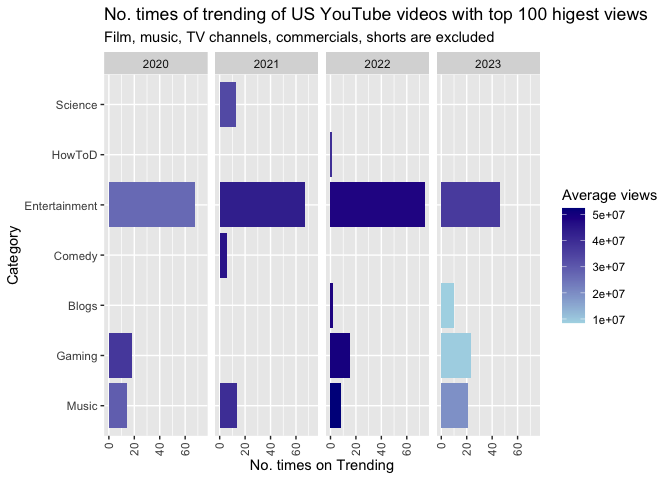 No. times of trending of US YouTube videos with top 100 higest views
Film, music, TV channels, commercials, shorts are excluded
2020 2021 2022 2023
Science
HowToD
Entertainment
Comedy
Blogs
Gaming
Music
Category
0 20 40 60 0 20 40 60 0 20 40 60 0 20 40 60
No. times on Trending
Average views
5e+07
4e+07
3e+07
2e+07
1e+07